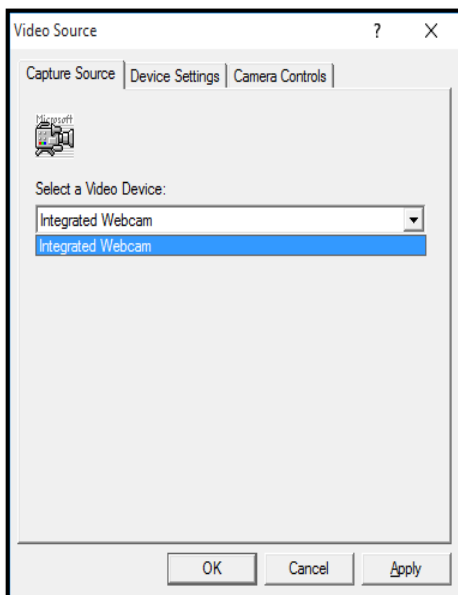 Video Source ? X
Capture Source Device Settings Camera Controls
Microsoft
Select a Video Device:
Integrated Webcam
Integrated Webcam
OK Cancel Apply